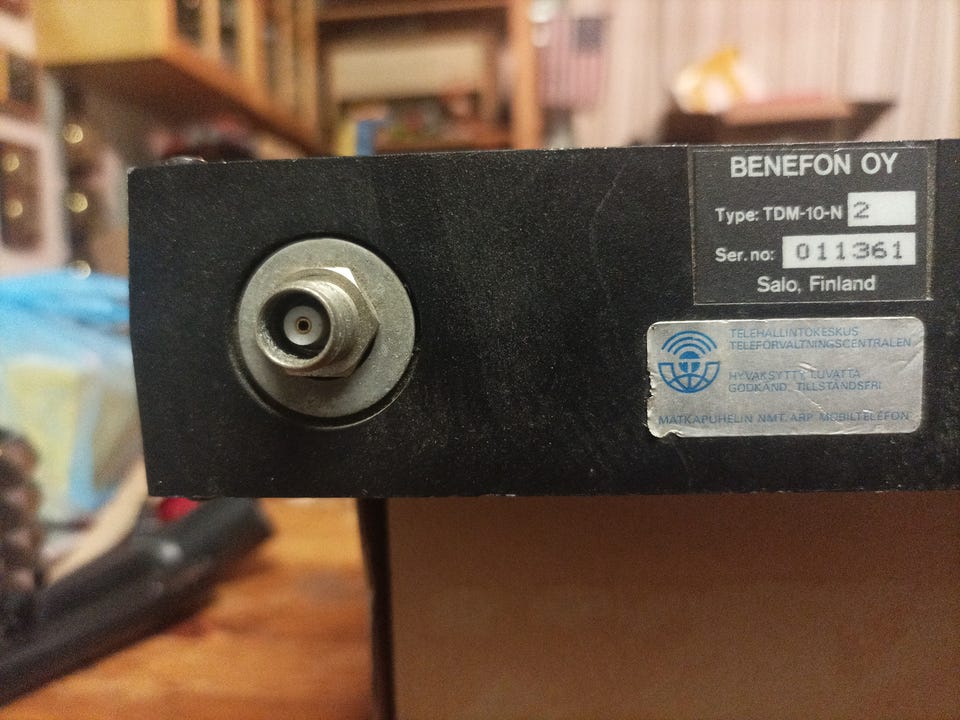 BENEFON OY
Type: TDM-10-N 2
Ser. no: 011361
Salo, Finland
TELEHALLINTOKESKUS
TELEFÖRVALTNINGSCENTRALEN
HYVÄKSYTTY, LUVATTA
GODKÄND, TILLSTÅNDSFRI
MATKAPUHELIN NMT, ARP MOBILTELEFON